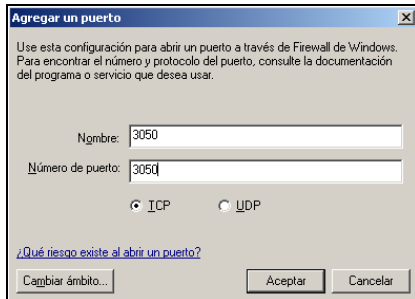 Agregar un puerto
Use esta configuración para abrir un puerto a través de Firewall de Windows.
Para encontrar el número y protocolo del puerto, consulte la documentación
del programa o servicio que desea usar.
Nombre: 3050
Número de puerto: 3050
TCP UDP
¿Qué riesgo existe al abrir un puerto?
Cambiar ámbito... Aceptar Cancelar